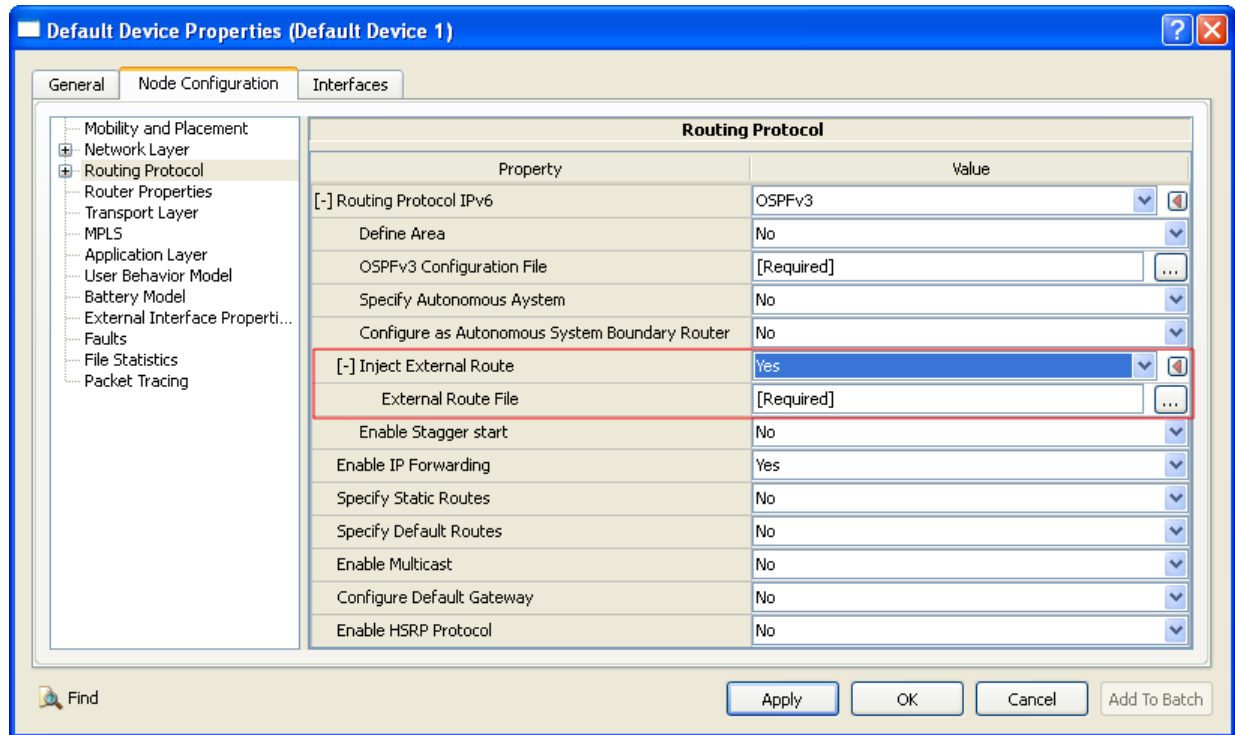 Default Device Properties (Default Device 1)
General Node Configuration Interfaces
Mobility and Placement
Network Layer
Routing Protocol
Router Properties
Transport Layer
MPLS
Application Layer
User Behavior Model
Battery Model
External Interface Properti...
Faults
File Statistics
Packet Tracing
Routing Protocol
Property Value
[-] Routing Protocol IPv6 OSPFv3
Define Area No
OSPFv3 Configuration File [Required] ...
Specify Autonomous Aystem No
Configure as Autonomous System Boundary Router No
[-] Inject External Route Yes
External Route File [Required] ...
Enable Stagger start No
Enable IP Forwarding Yes
Specify Static Routes No
Specify Default Routes No
Enable Multicast No
Configure Default Gateway No
Enable HSRP Protocol No
Find Apply OK Cancel Add To Batch